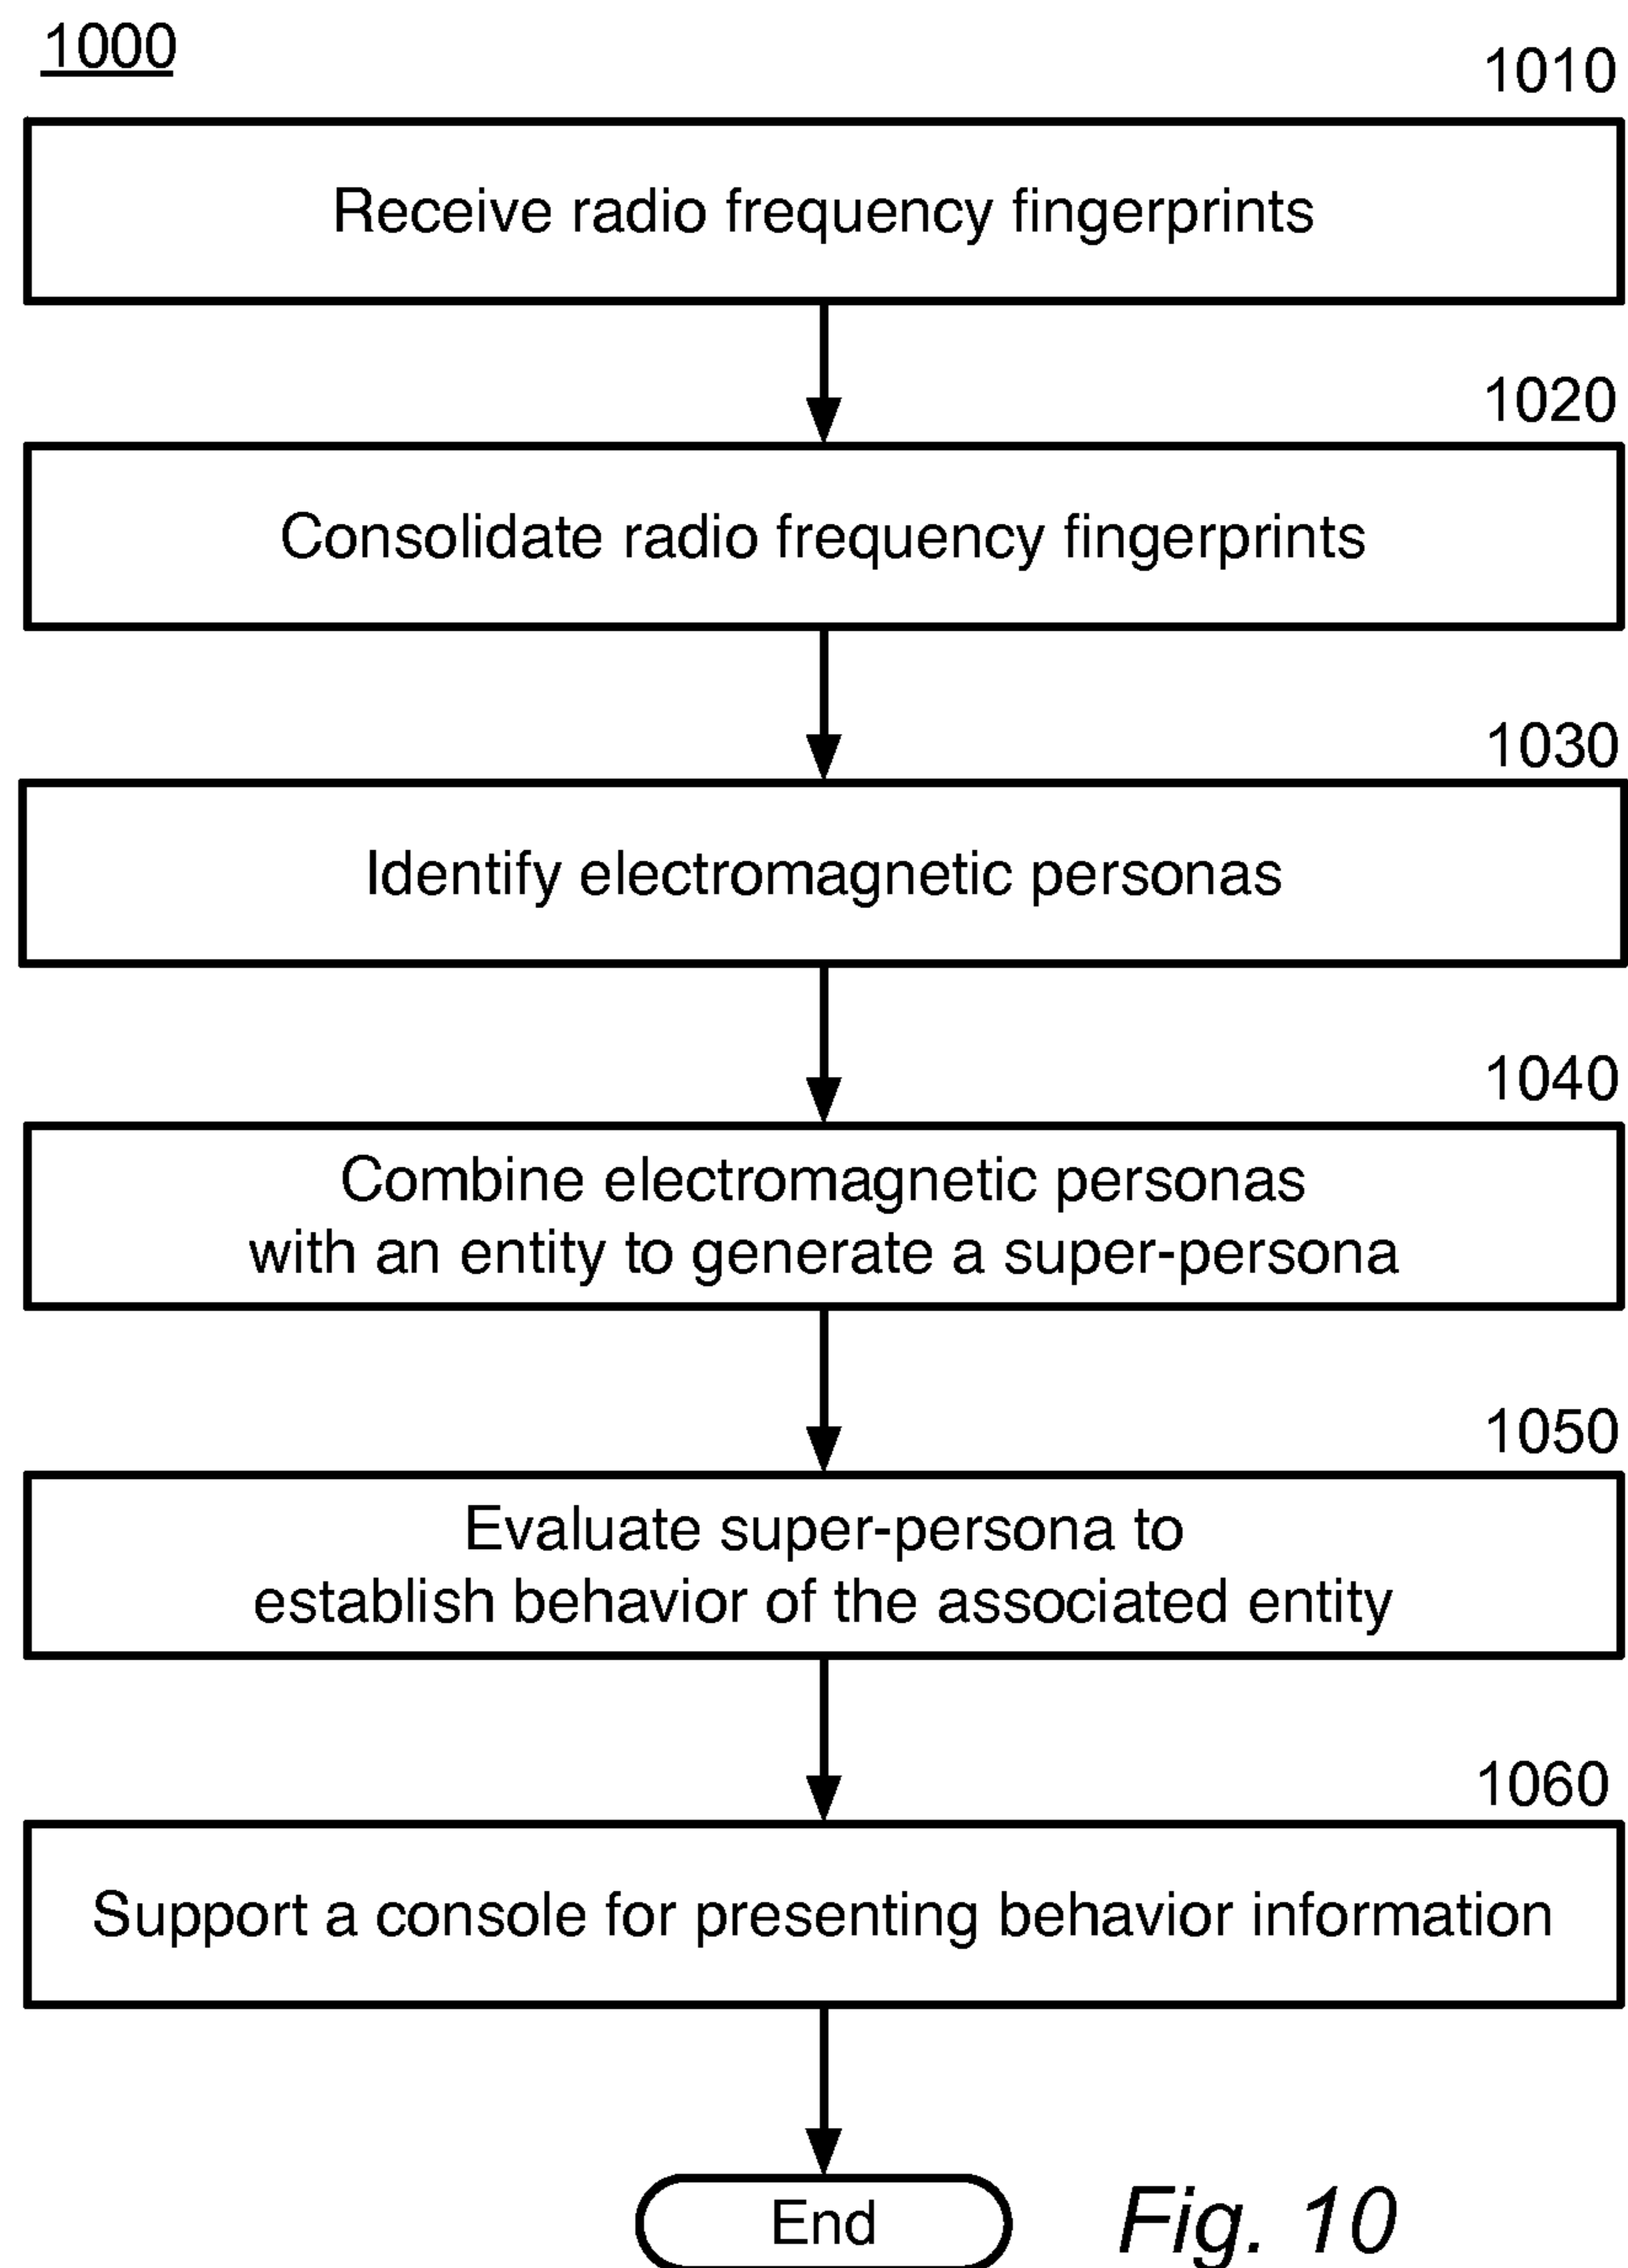 1000
1010
Receive radio frequency fingerprints
1020
Consolidate radio frequency fingerprints
1030
Identify electromagnetic personas
1040
Combine electromagnetic personas
with an entity to generate a super-persona
1050
Evaluate super-persona to
establish behavior of the associated entity
1060
Support a console for presenting behavior information
End
Fig. 10